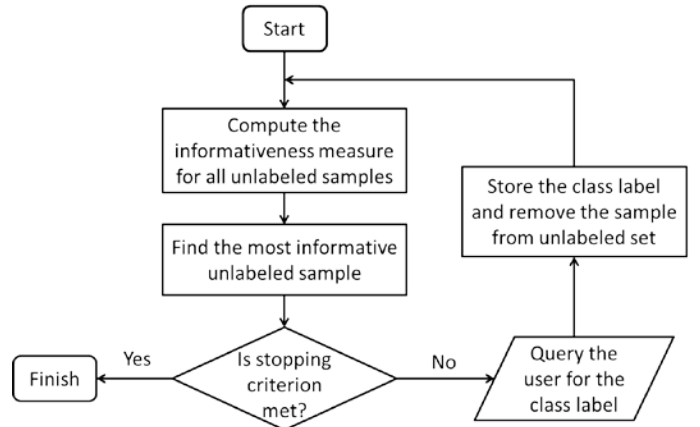 Start
Compute the
informativeness measure
for all unlabeled samples
Find the most informative
unlabeled sample
Is stopping
criterion
met?
Yes
Finish
No
Query the
user for the
class label
Store the class label
and remove the sample
from unlabeled set